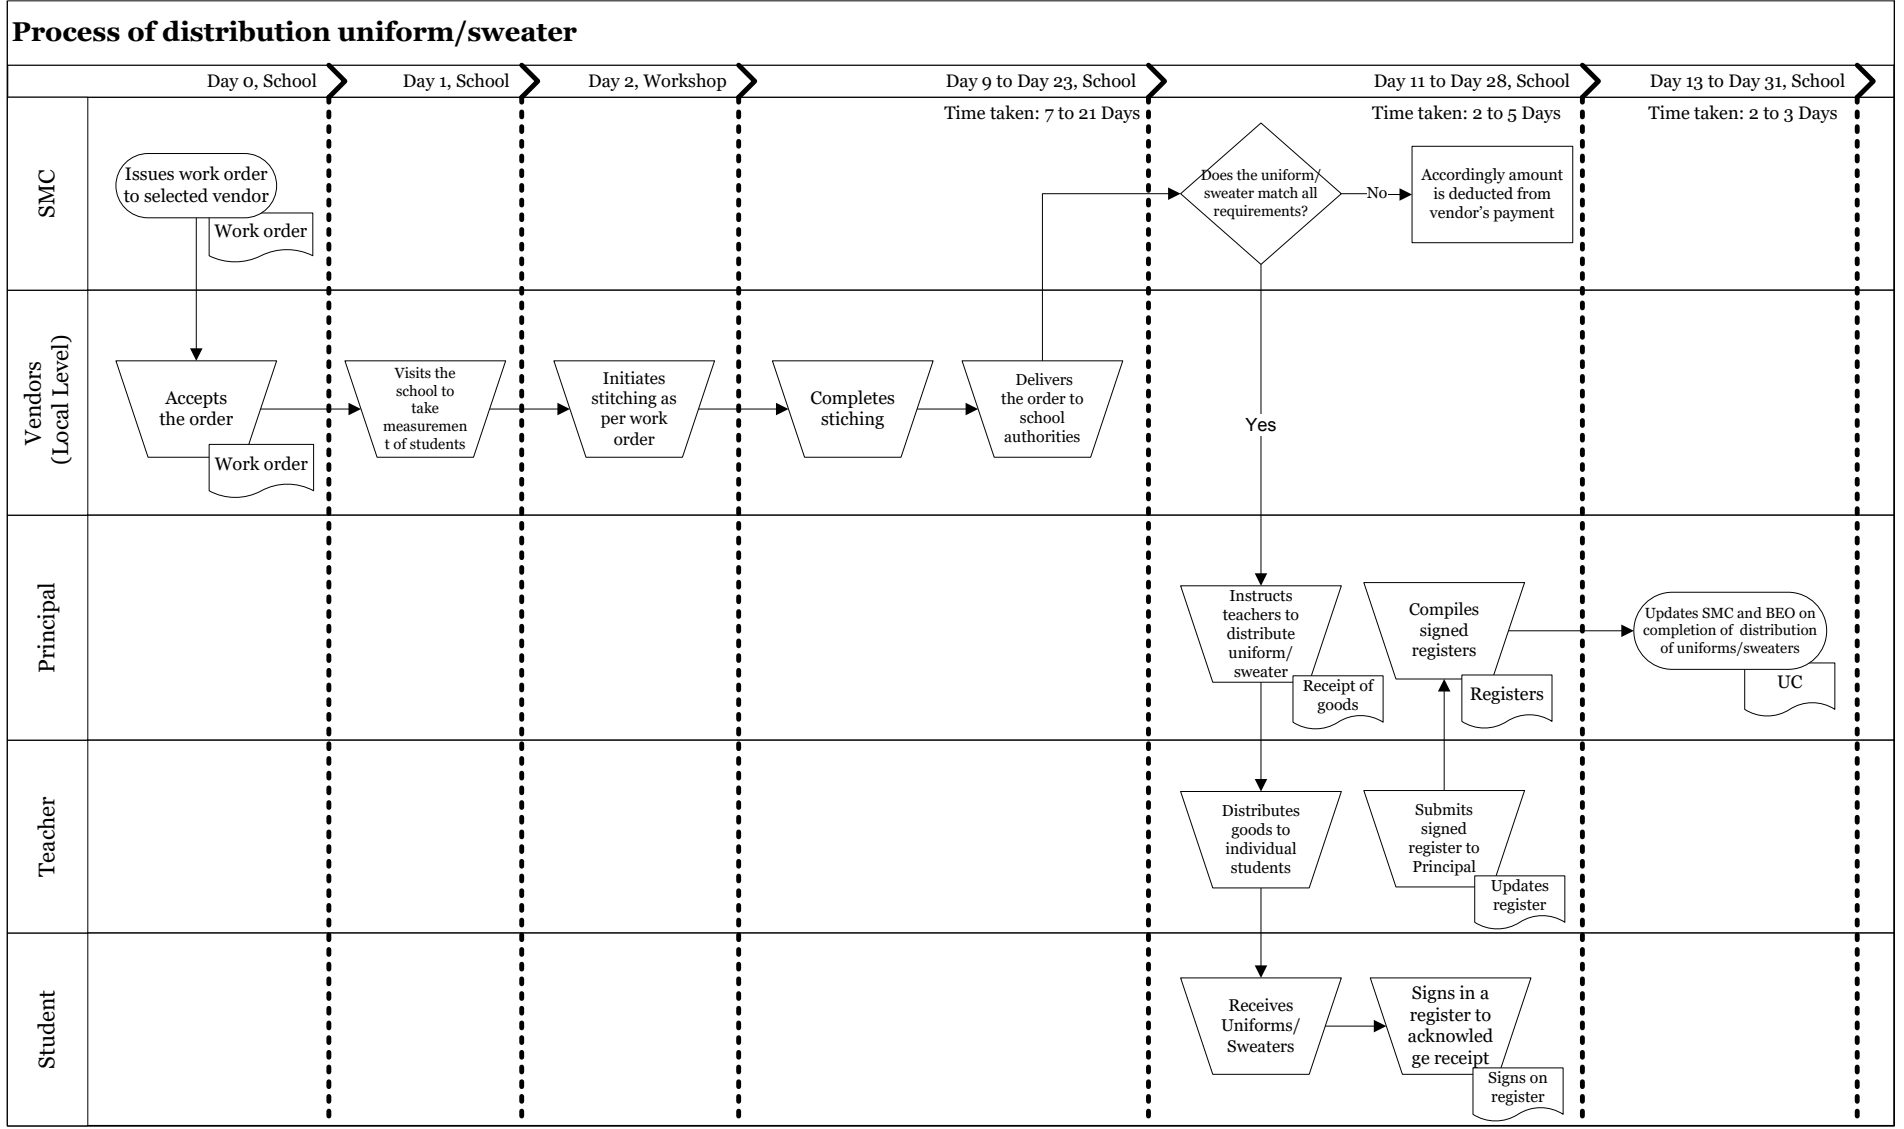 Process of distribution uniform/sweater
Day 0, School
Day 1, School
Day 2, Workshop
Day 9 to Day 23, School
Day 11 to Day 28, School
Day 13 to Day 31, School
Time taken: 7 to 21 Days
Time taken: 2 to 5 Days
Time taken: 2 to 3 Days
SMC
Issues work order
to selected vendor
Work order
Does the uniform/
sweater match all
requirements?
No
Accordingly amount
is deducted from
vendor's payment
Vendors
(Local Level)
Accepts
the order
Work order
Visits the
school to
take
measuremen
t of students
Initiates
stitching as
per work
order
Completes
stiching
Delivers
the order to
school
authorities
Yes
Principal
Instructs
teachers to
distribute
uniform/
sweater
Receipt of
goods
Compiles
signed
registers
Registers
Updates SMC and BEO on
completion of distribution
of uniforms/sweaters
UC
Teacher
Distributes
goods to
individual
students
Submits
signed
register to
Principal
Updates
register
Student
Receives
Uniforms/
Sweaters
Signs in a
register to
acknowled
ge receipt
Signs on
register